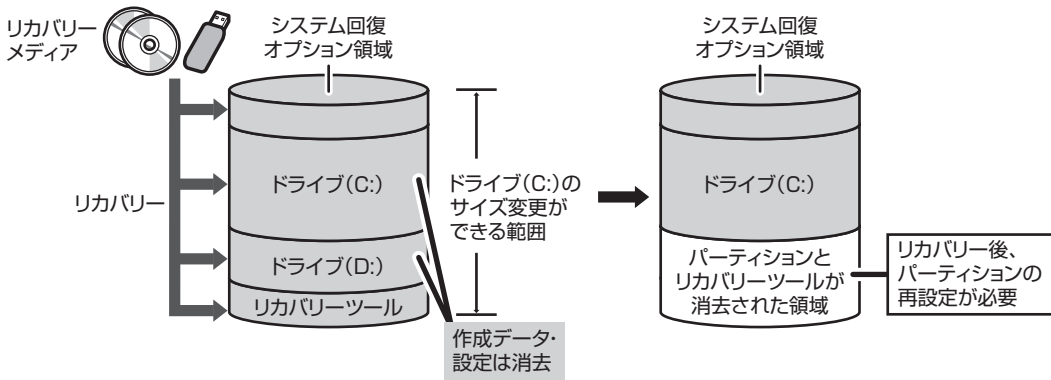 リカバリー
メディア
システム回復
オプション領域
リカバリー
ドライブ(C:)
ドライブ(D:)
リカバリーツール
ドライブ(C:)の
サイズ変更が
できる範囲
作成データ・
設定は消去
システム回復
オプション領域
ドライブ(C:)
パーティションと
リカバリーツールが
消去された領域
リカバリー後、
パーティションの
再設定が必要